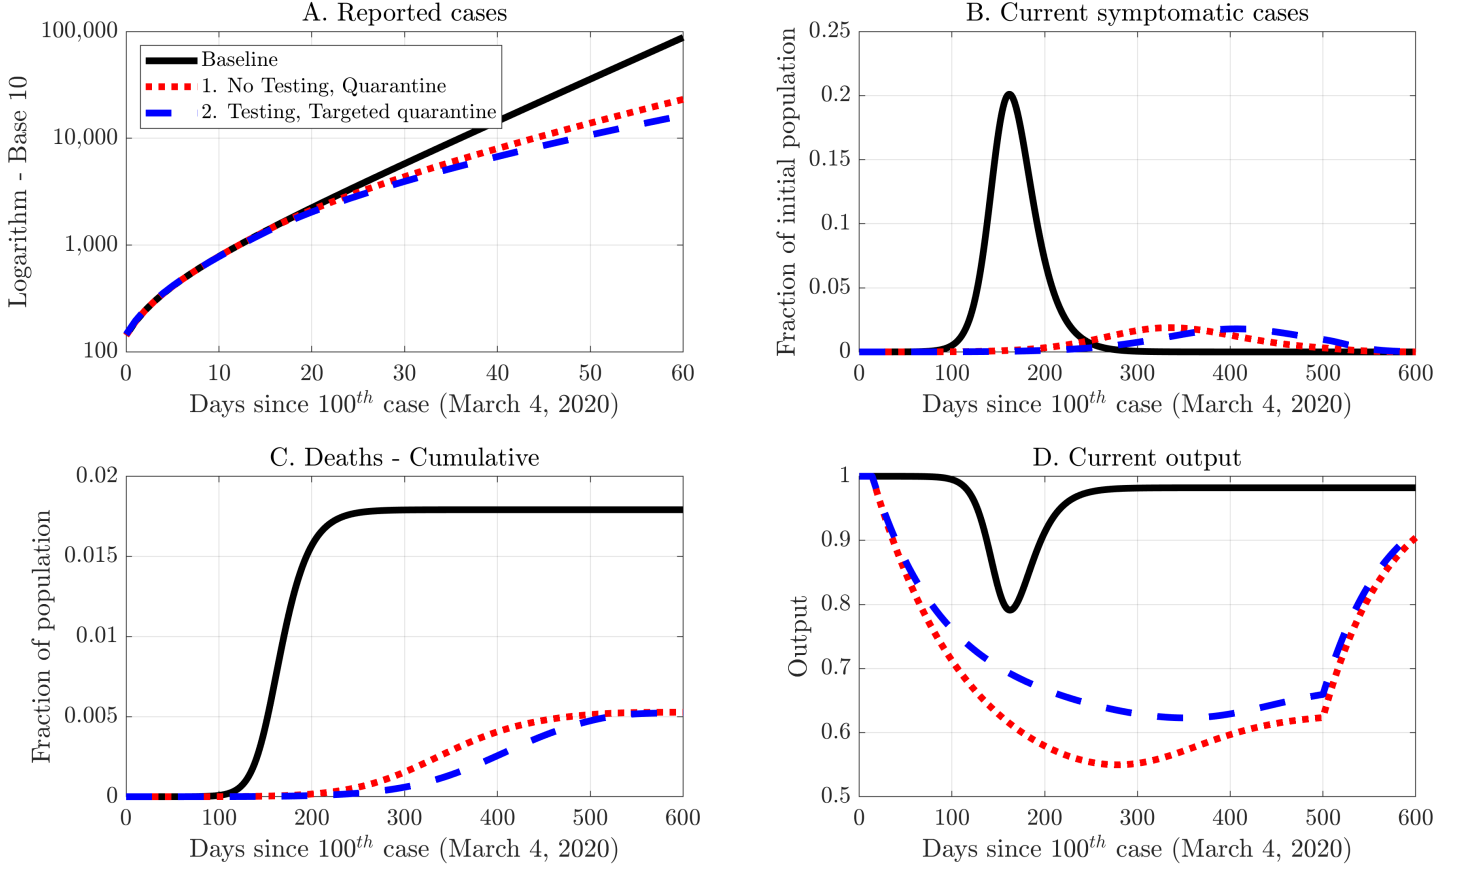 A. Reported cases
Logarithm - Base 10
100,000
10,000
1,000
100
Baseline
1. No Testing, Quarantine
2. Testing, Targeted quarantine
0 10 20 30 40 50 60
Days since 100th case (March 4, 2020)
B. Current symptomatic cases
Fraction of initial population
0.25
0.2
0.15
0.1
0.05
0
0 100 200 300 400 500 600
Days since 100th case (March 4, 2020)
C. Deaths - Cumulative
Fraction of population
0.02
0.015
0.01
0.005
0
0 100 200 300 400 500 600
Days since 100th case (March 4, 2020)
D. Current output
Output
1
0.9
0.8
0.7
0.6
0.5
0 100 200 300 400 500 600
Days since 100th case (March 4, 2020)